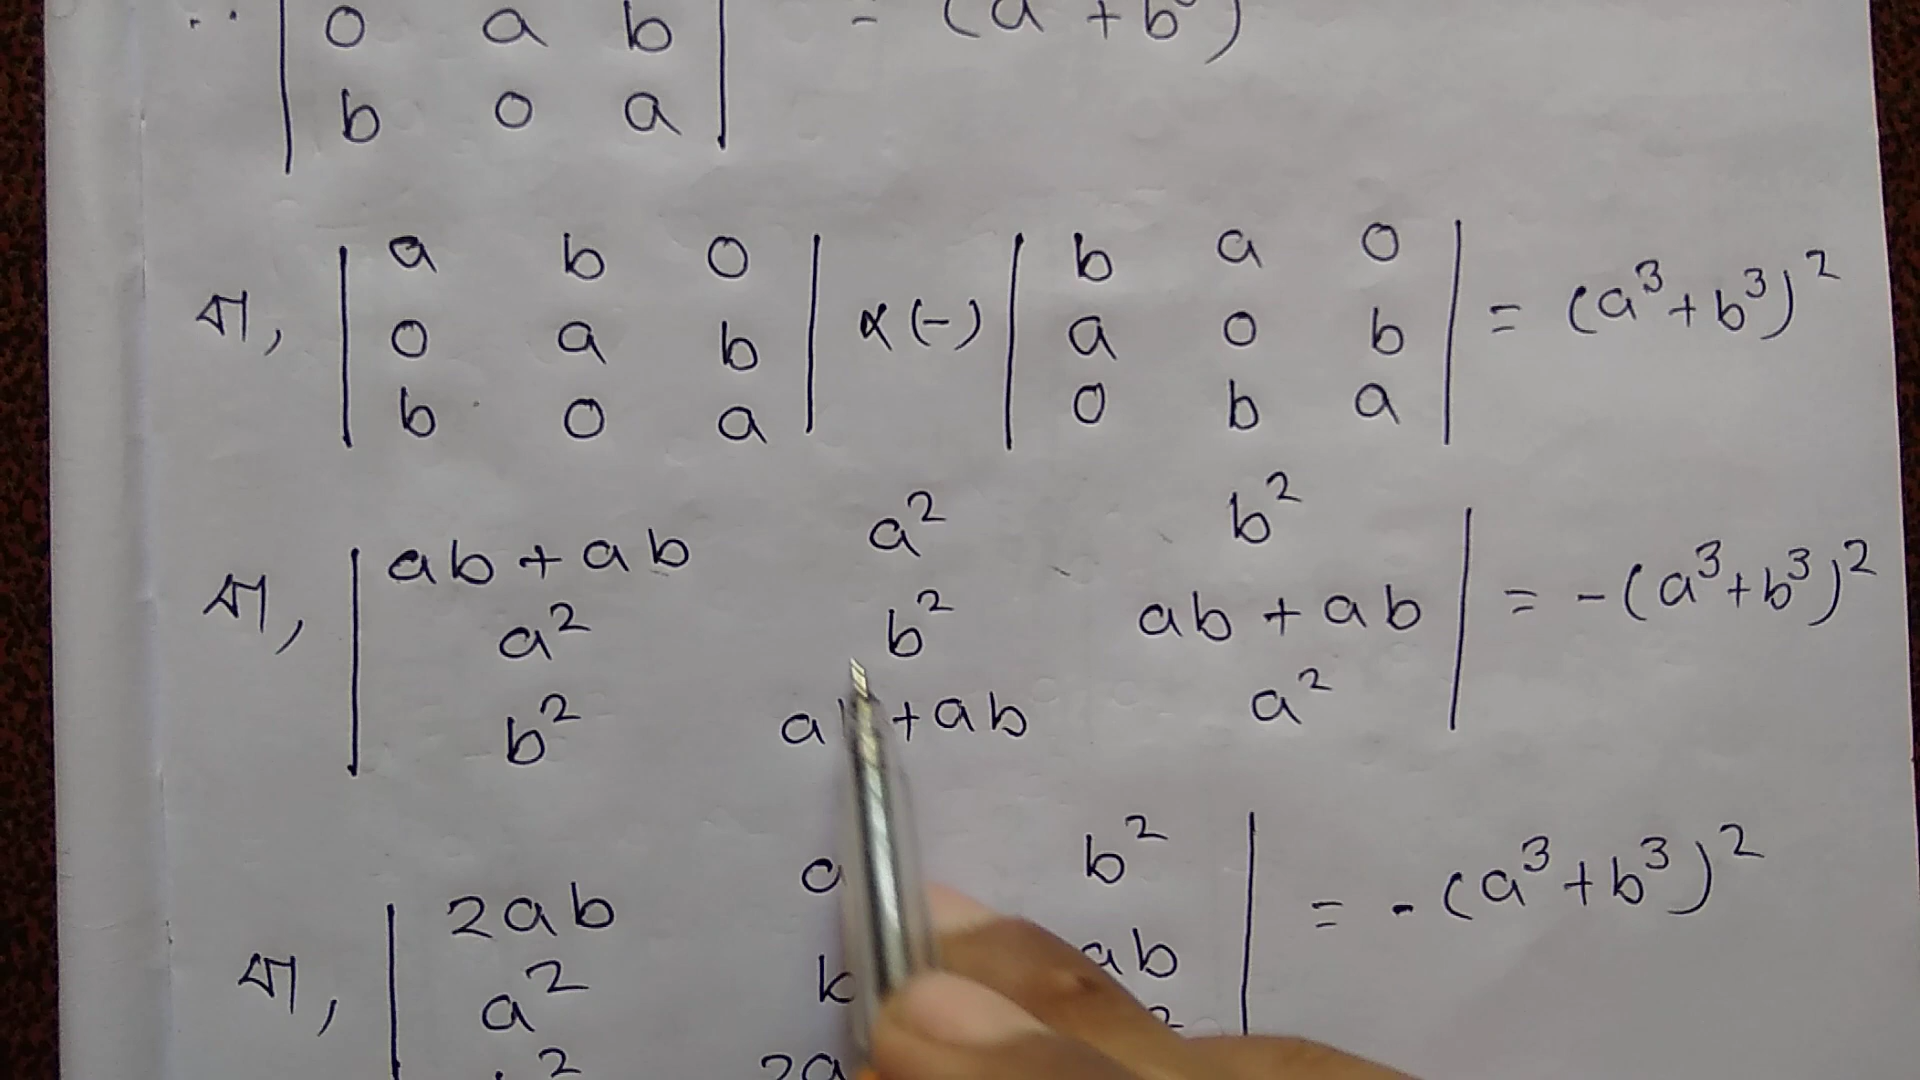 ∴ | 0 a b | = (a + b )
| b 0 a |
বা, | a b 0 | × (-) | b a 0 | = (a³+b³)²
| 0 a b | | a 0 b |
| b 0 a | | 0 b a |
বা, | ab+ab a² b² | = -(a³+b³)²
| a² b² ab+ab |
| b² ab+ab a² |
বা, | 2ab a b² | = -(a³+b³)²
| a² ab |